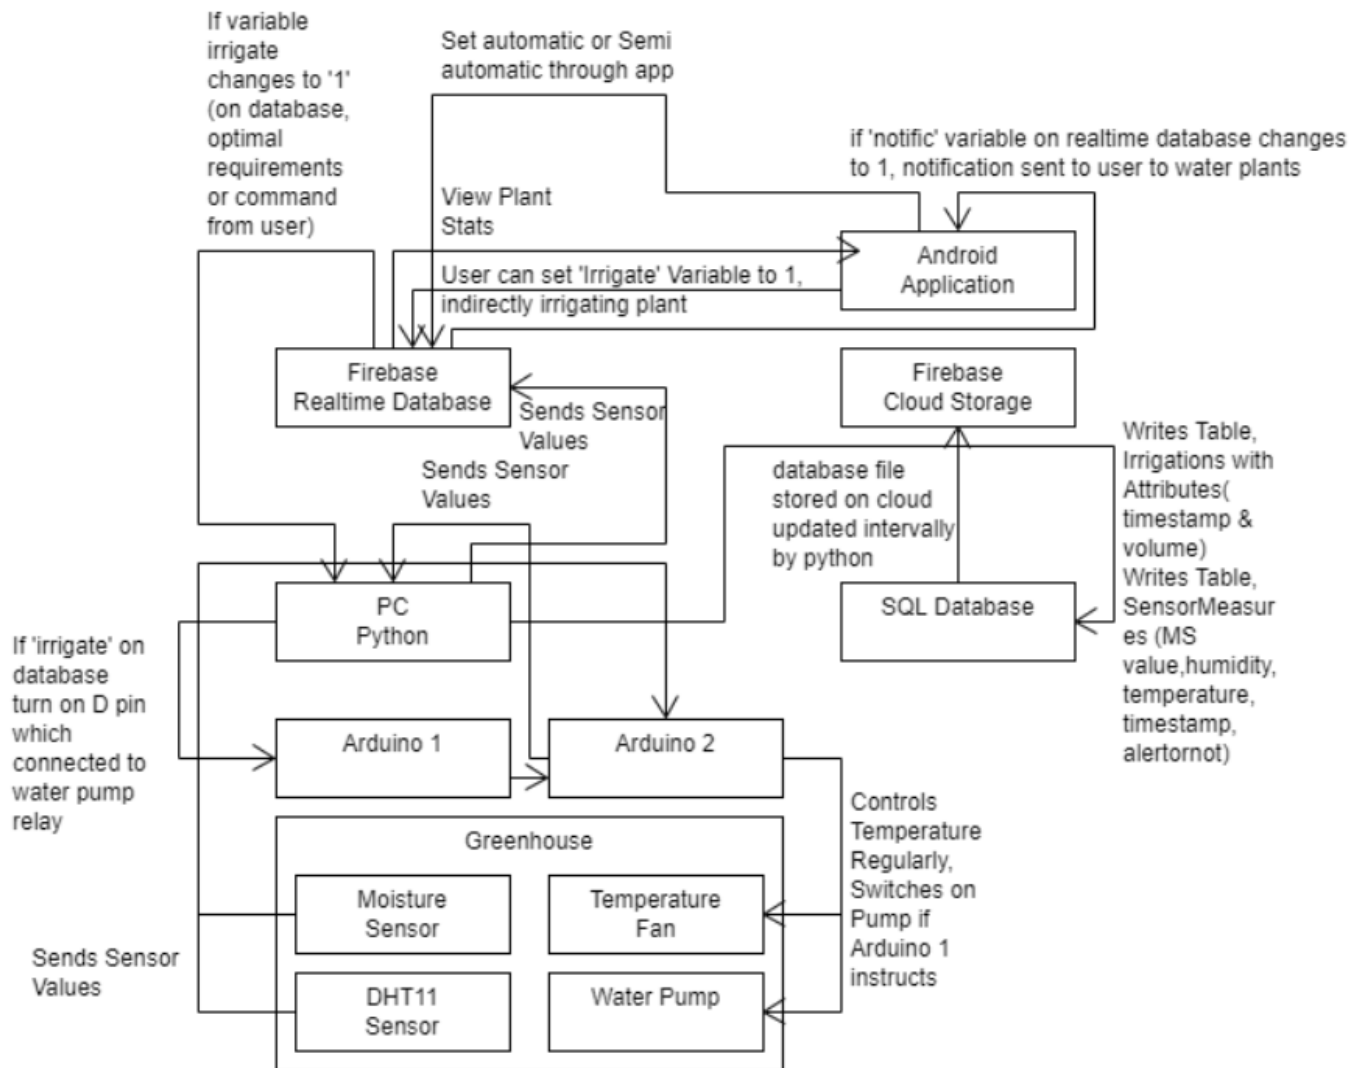 If variable
irrigate
changes to '1'
(on database,
optimal
requirements
or command
from user)
Set automatic or Semi
automatic through app
if 'notific' variable on realtime database changes
to 1, notification sent to user to water plants
View Plant
Stats
Android
Application
User can set 'Irrigate' Variable to 1,
indirectly irrigating plant
Firebase
Realtime Database
Firebase
Cloud Storage
Sends Sensor
Values
Sends Sensor
Values
database file
stored on cloud
updated intervally
by python
Writes Table,
Irrigations with
Attributes(
timestamp &
volume)
Writes Table,
SensorMeasur
es (MS
value,humidity,
temperature,
timestamp,
alertornot)
PC
Python
SQL Database
If 'irrigate' on
database
turn on D pin
which
connected to
water pump
relay
Arduino 1
Arduino 2
Controls
Temperature
Regularly,
Switches on
Pump if
Arduino 1
instructs
Greenhouse
Moisture
Sensor
Temperature
Fan
Sends Sensor
Values
DHT11
Sensor
Water Pump